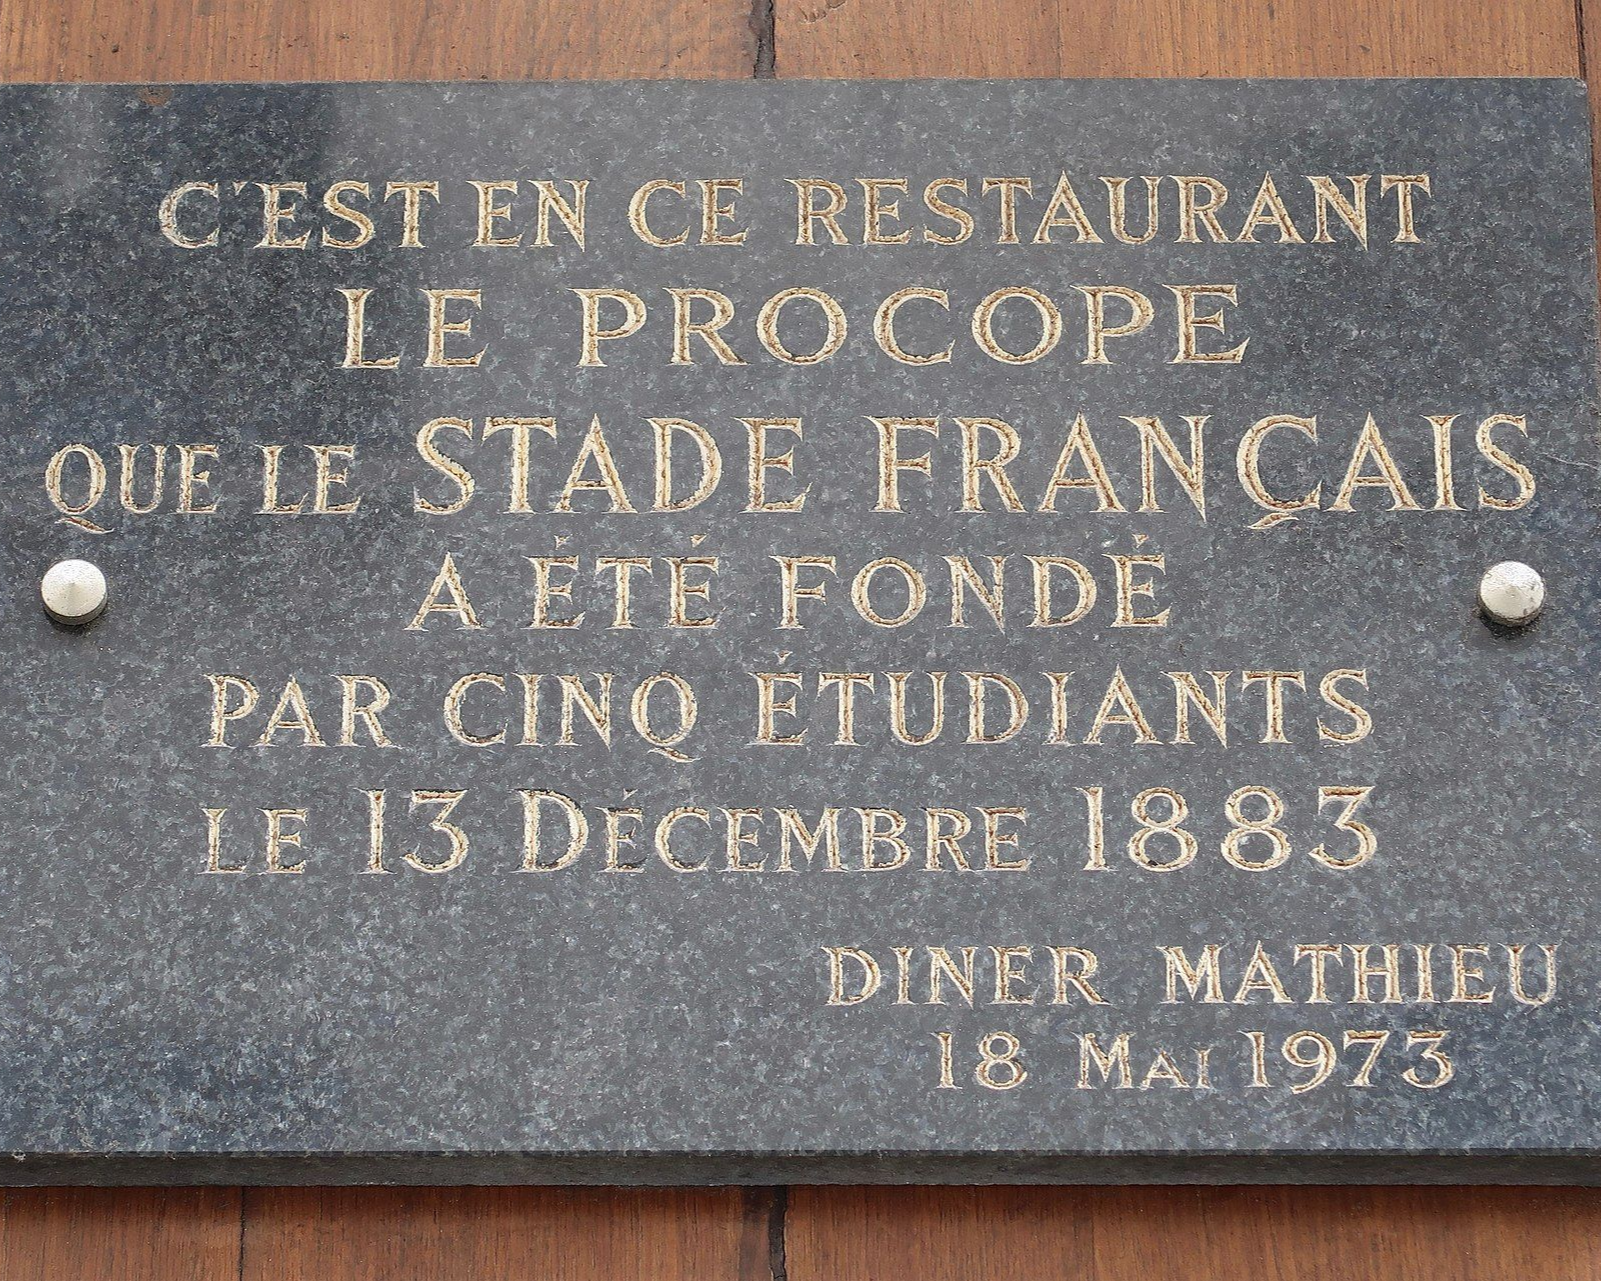 C'EST EN CE RESTAURANT
LE PROCOPE
QUE LE STADE FRANÇAIS
A ÉTÉ FONDÉ
PAR CINQ ÉTUDIANTS
LE 13 DÉCEMBRE 1883
DINER MATHIEU
18 MAI 1973